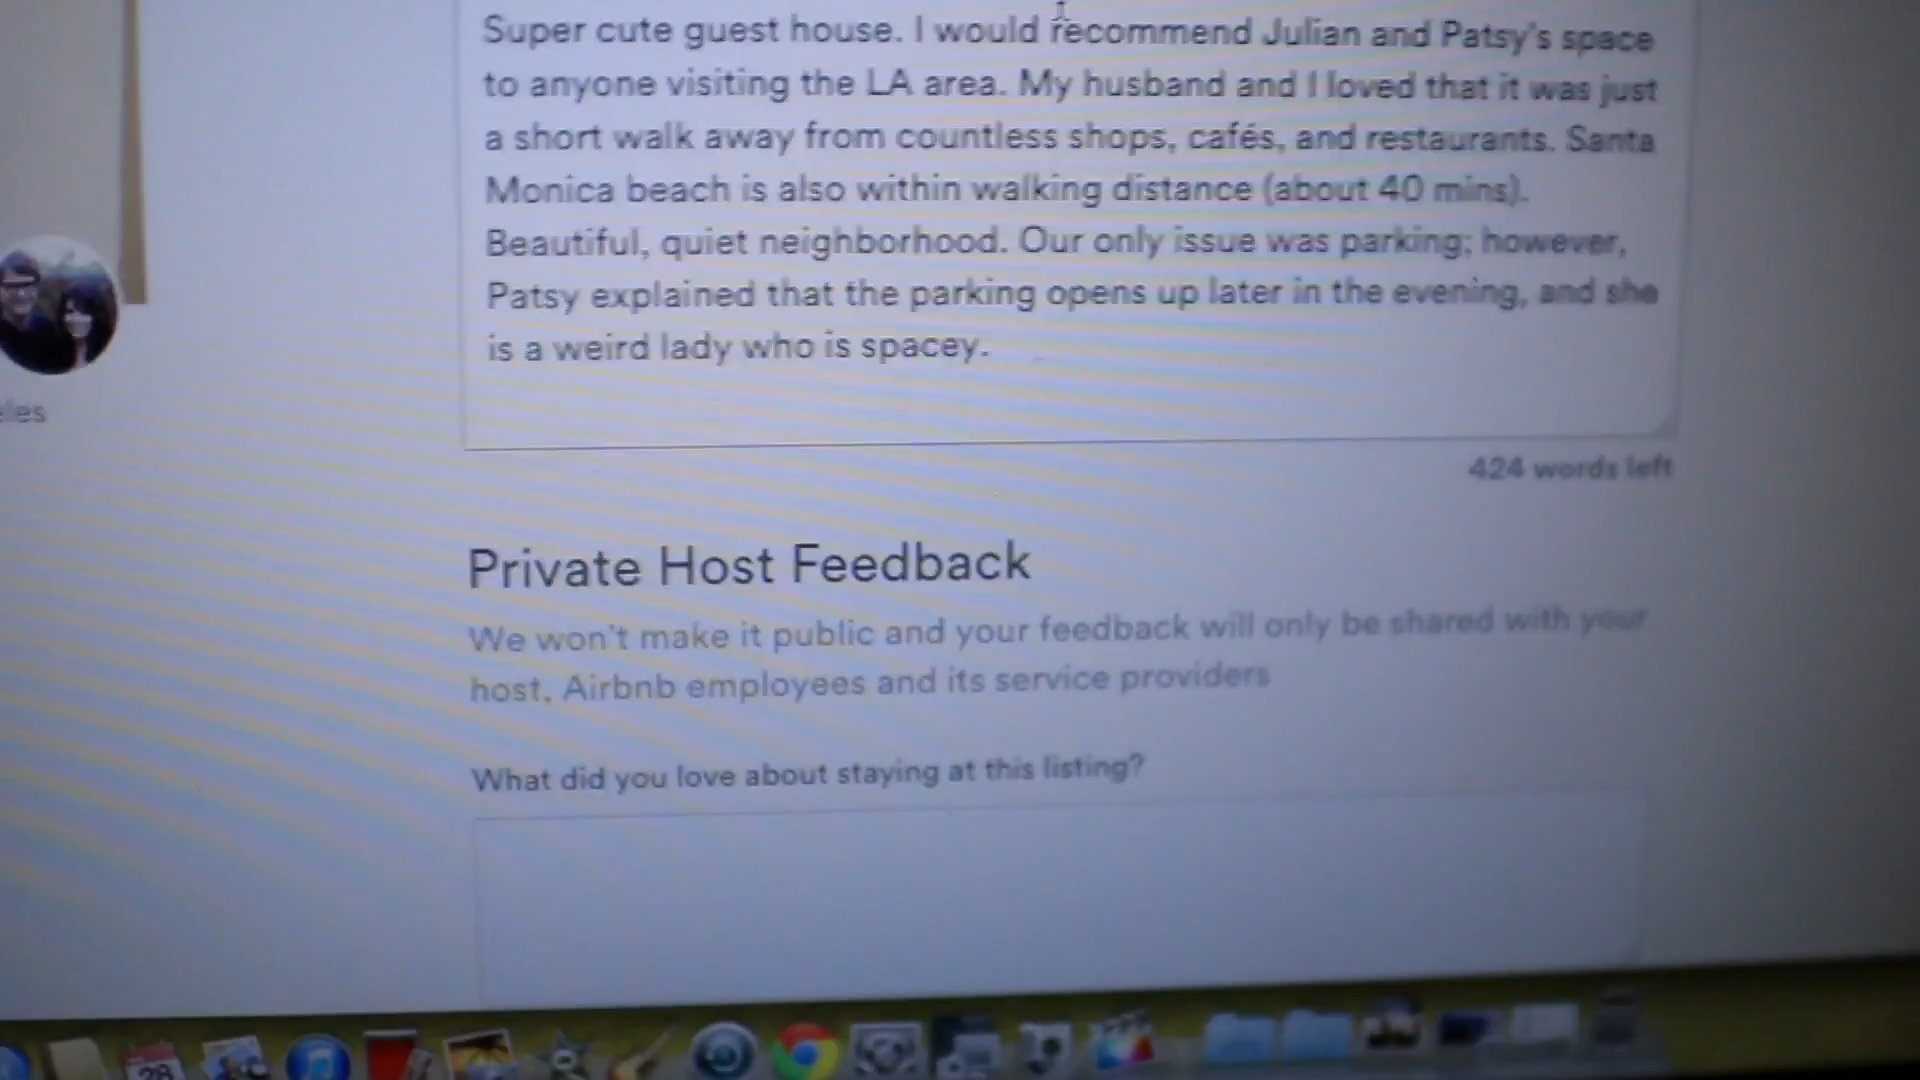 Super cute guest house. I would recommend Julian and Patsy's space
to anyone visiting the LA area. My husband and I loved that it was just
a short walk away from countless shops, cafés, and restaurants. Santa
Monica beach is also within walking distance (about 40 mins).
Beautiful, quiet neighborhood. Our only issue was parking; however,
Patsy explained that the parking opens up later in the evening, and she
is a weird lady who is spacey.
eles
424 words left
Private Host Feedback
We won't make it public and your feedback will only be shared with your
host, Airbnb employees and its service providers
What did you love about staying at this listing?
28